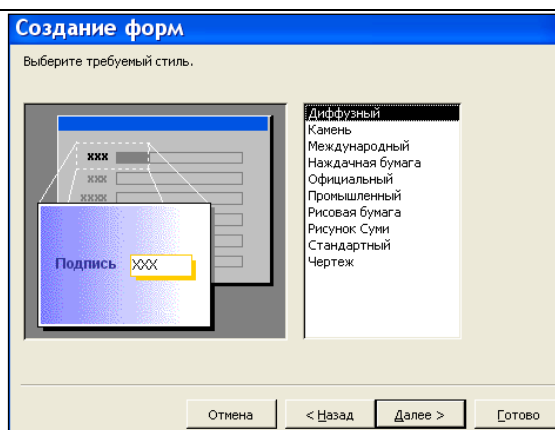 Создание форм
Выберите требуемый стиль.
xxx
xxx
xxxx
Подпись XXX
Диффузный
Камень
Международный
Наждачная бумага
Официальный
Промышленный
Рисовая бумага
Рисунок Суми
Стандартный
Чертеж
Отмена
< Назад
Далее >
Готово